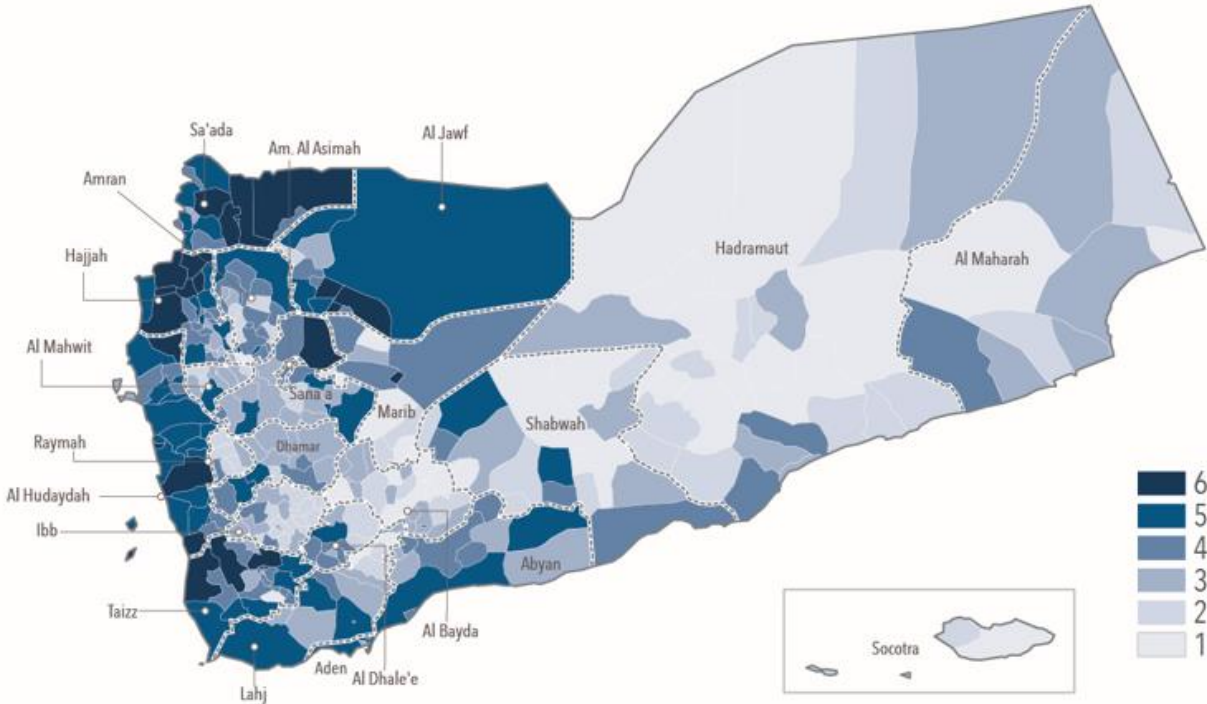 Sa'ada
Am. Al Asimah
Al Jawf
Amran
Hajjah
Hadramaut
Al Maharah
Al Mahwit
Sana'a
Marib
Shabwah
Raymah
Dhamar
Al Hudaydah
Ibb
Abyan
Taizz
Al Bayda
Aden
Al Dhale'e
Lahj
Socotra
6
5
4
3
2
1